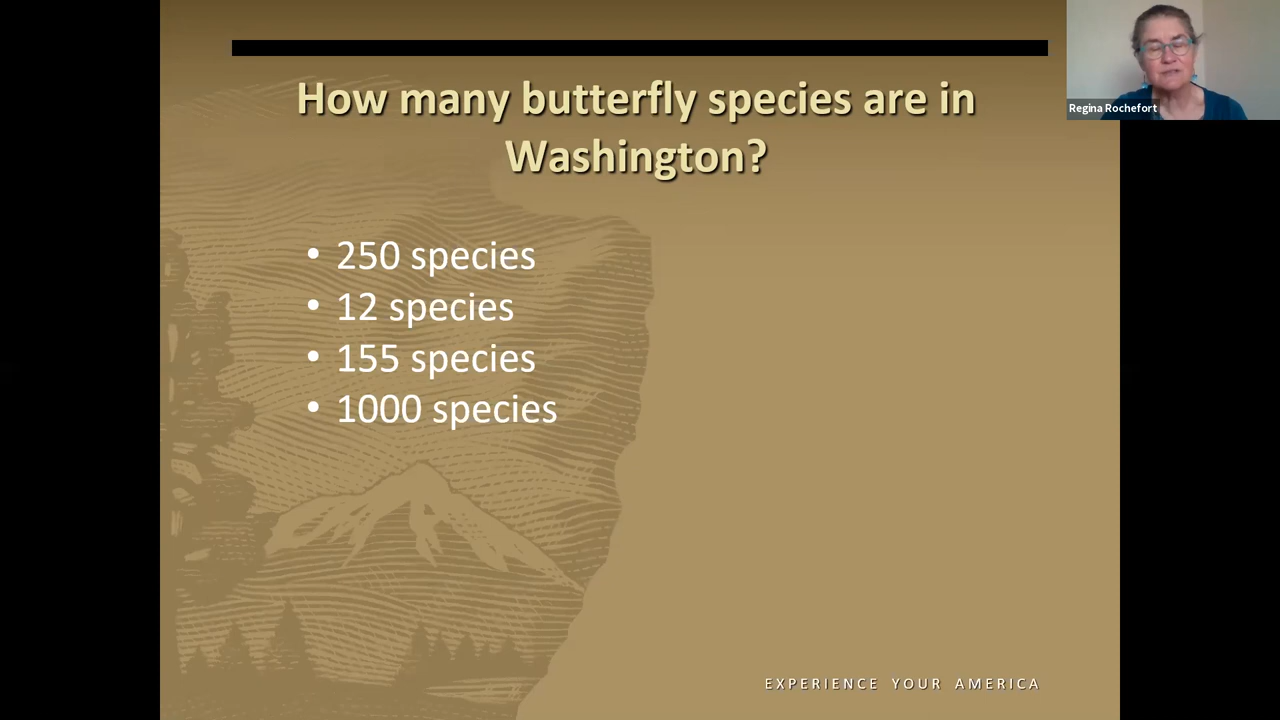 How many butterfly species are in
Washington?
• 250 species
• 12 species
• 155 species
• 1000 species
EXPERIENCE YOUR AMERICA
Regina Rochefort